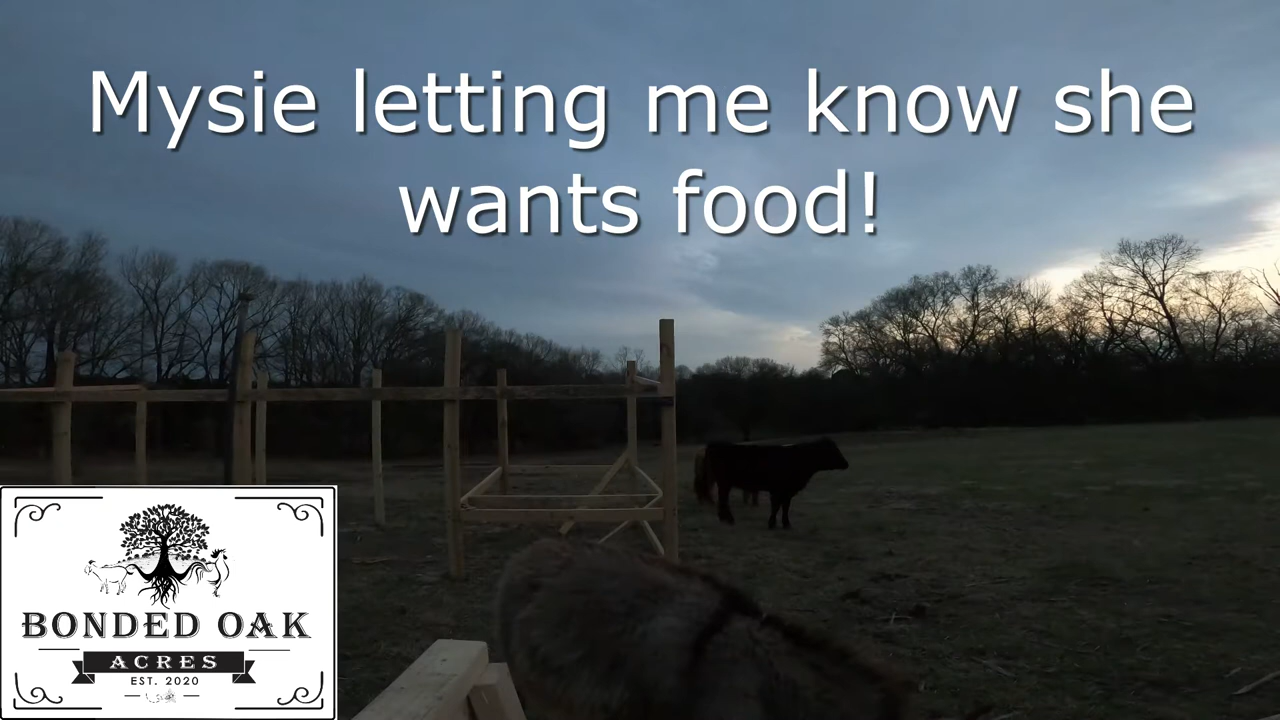 Mysie letting me know she
wants food!
BONDED OAK
ACRES
EST. 2020